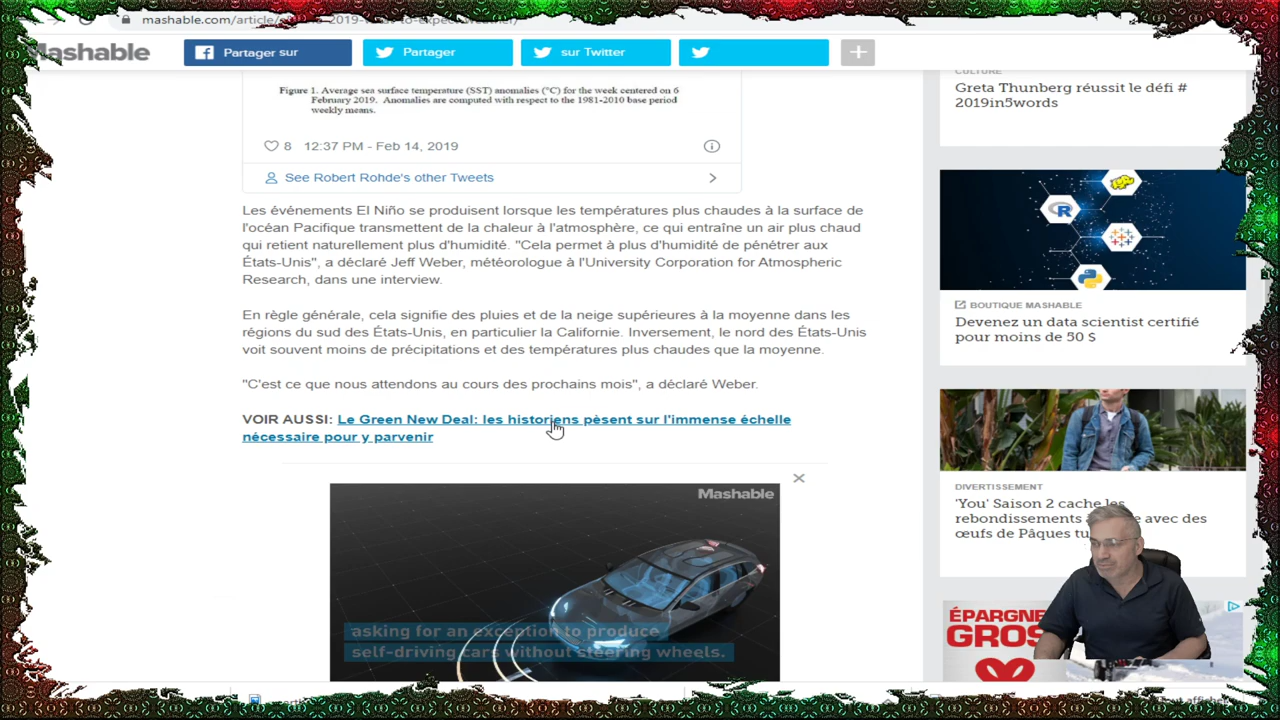 mashable.com/article/
Mashable
Partager sur
Partager
sur Twitter
Figure 1. Average sea surface temperature (SST) anomalies (°C) for the week centered on 6
February 2019. Anomalies are computed with respect to the 1981-2010 base period
weekly means.
8 12:37 PM - Feb 14, 2019
See Robert Rohde's other Tweets
Les événements El Niño se produisent lorsque les températures plus chaudes à la surface de
l'océan Pacifique transmettent de la chaleur à l'atmosphère, ce qui entraîne un air plus chaud
qui retient naturellement plus d'humidité. "Cela permet à plus d'humidité de pénétrer aux
États-Unis", a déclaré Jeff Weber, météorologue à l'University Corporation for Atmospheric
Research, dans une interview.
En règle générale, cela signifie des pluies et de la neige supérieures à la moyenne dans les
régions du sud des États-Unis, en particulier la Californie. Inversement, le nord des États-Unis
voit souvent moins de précipitations et des températures plus chaudes que la moyenne.
"C'est ce que nous attendons au cours des prochains mois", a déclaré Weber.
VOIR AUSSI: Le Green New Deal: les historiens pèsent sur l'immense échelle
nécessaire pour y parvenir
Mashable
asking for an exception to produce
self-driving cars without steering wheels.
CULTURE
Greta Thunberg réussit le défi #
2019in5words
R
BOUTIQUE MASHABLE
Devenez un data scientist certifié
pour moins de 50 $
DIVERTISSEMENT
'You' Saison 2 cache les
rebondissements avec des
œufs de Pâques
ÉPARGNE
GROS